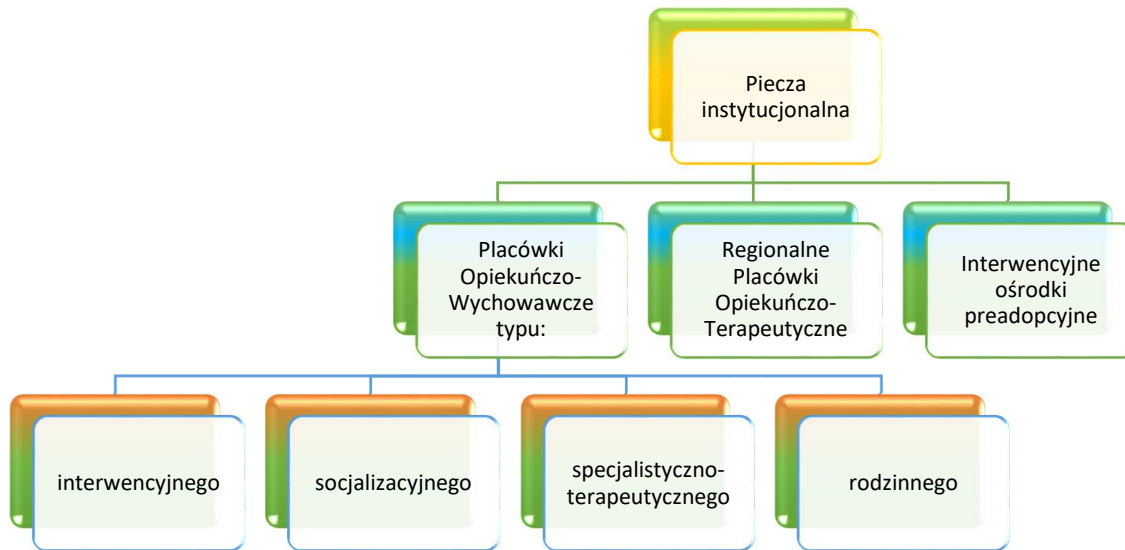 Piecza
instytucjonalna
Placówki
Opiekuńczo-
Wychowawcze
typu:
Regionalne
Placówki
Opiekuńczo-
Terapeutyczne
Interwencyjne
ośrodki
preadopcyjne
interwencyjnego
socjalizacyjnego
specjalistyczno-
terapeutycznego
rodzinnego